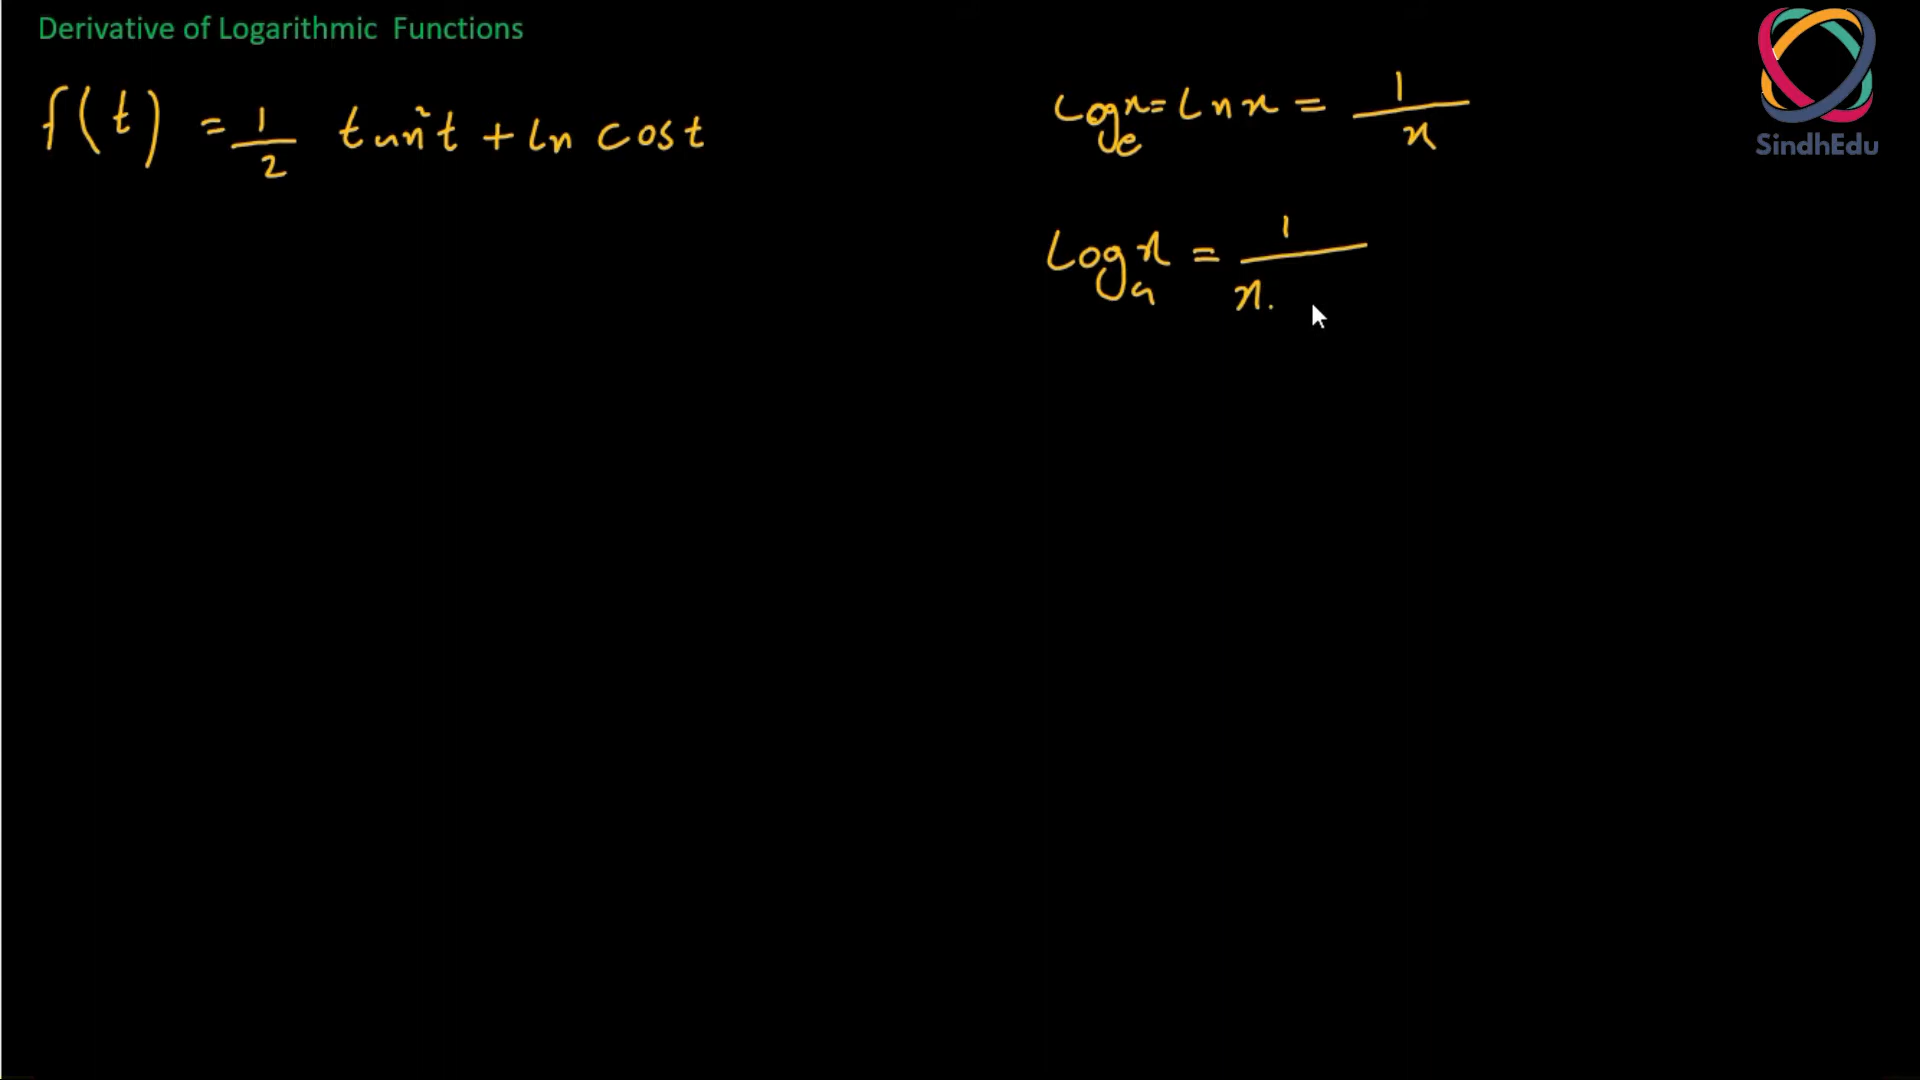 Derivative of Logarithmic Functions
f(t) = 1/2 tan²t + ln cost
Logₑx = Ln x = 1/x
Logₐx = 1/x.
SindhEdu